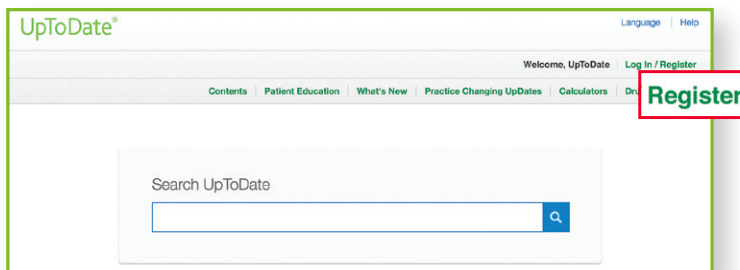 UpToDate®
Language | Help
Welcome, UpToDate | Log In / Register
Contents | Patient Education | What's New | Practice Changing UpDates | Calculators | Dru
Register
Search UpToDate